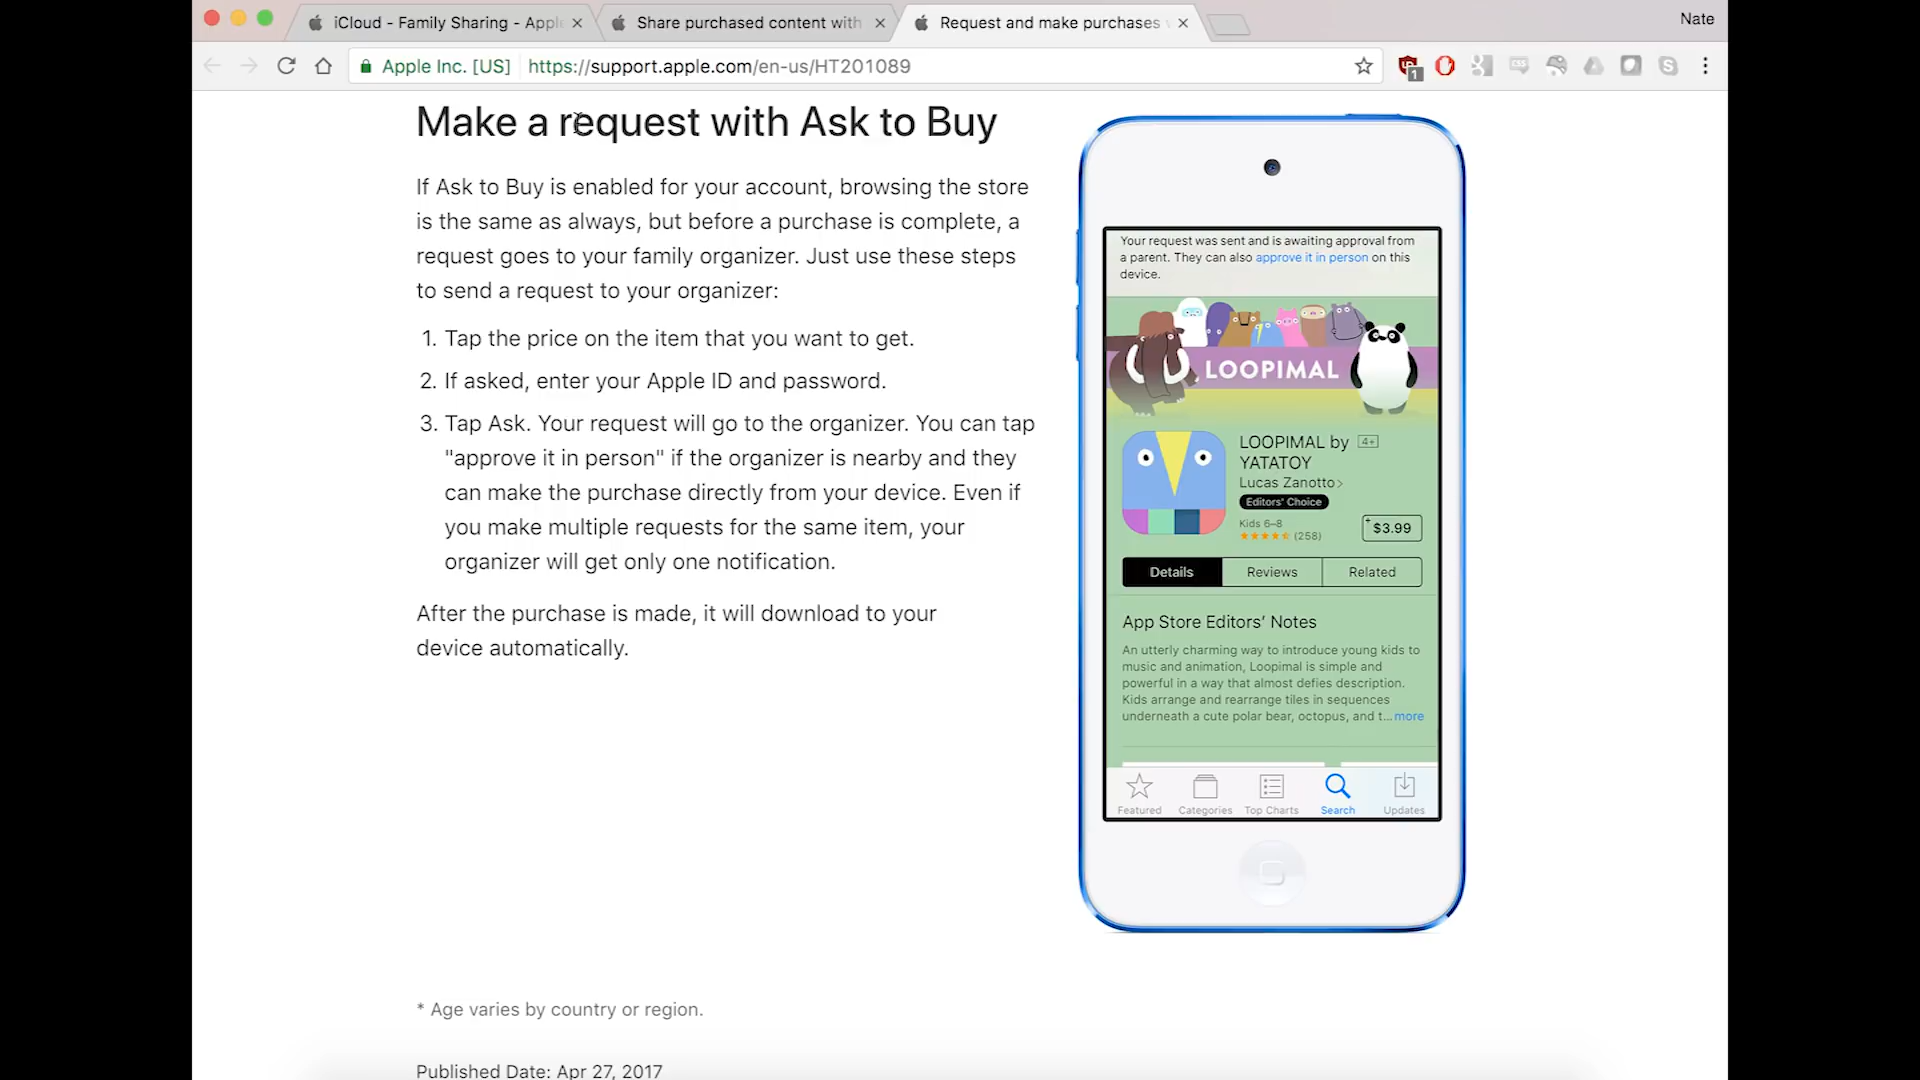 iCloud - Family Sharing - Apple
Share purchased content with
Request and make purchases
Nate
Apple Inc. [US]
https://support.apple.com/en-us/HT201089
1
Make a request with Ask to Buy
If Ask to Buy is enabled for your account, browsing the store
is the same as always, but before a purchase is complete, a
request goes to your family organizer. Just use these steps
to send a request to your organizer:
1. Tap the price on the item that you want to get.
2. If asked, enter your Apple ID and password.
3. Tap Ask. Your request will go to the organizer. You can tap
"approve it in person" if the organizer is nearby and they
can make the purchase directly from your device. Even if
you make multiple requests for the same item, your
organizer will get only one notification.
After the purchase is made, it will download to your
device automatically.
Your request was sent and is awaiting approval from
a parent. They can also approve it in person on this
device.
LOOPIMAL
LOOPIMAL by 4+
YATATOY
Lucas Zanotto>
Editors' Choice
Kids 6–8
(258)
+ $3.99
Details
Reviews
Related
App Store Editors’ Notes
An utterly charming way to introduce young kids to
music and animation, Loopimal is simple and
powerful in a way that almost defies description.
Kids arrange and rearrange tiles in sequences
underneath a cute polar bear, octopus, and t...more
Featured
Categories
Top Charts
Search
Updates
* Age varies by country or region.
Published Date: Apr 27, 2017